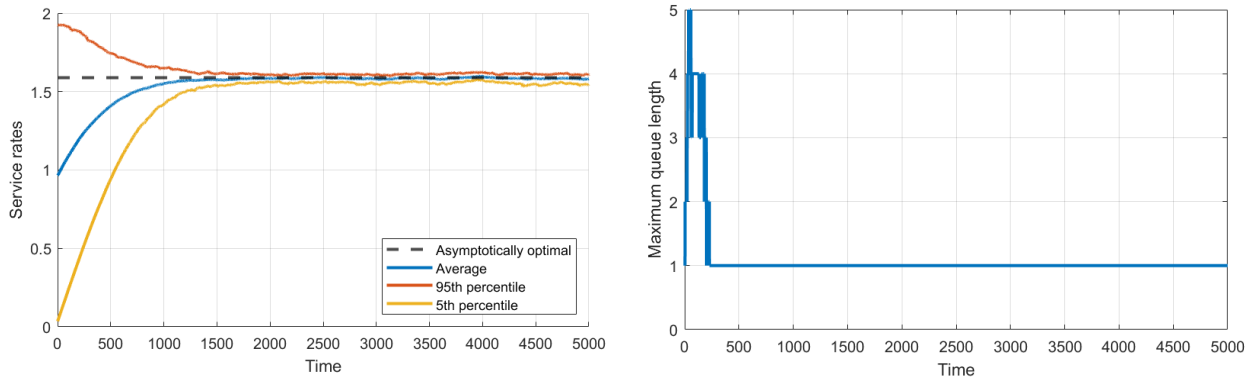 2
1.5
1
0.5
0
Service rates
0 500 1000 1500 2000 2500 3000 3500 4000 4500 5000
Time
Asymptotically optimal
Average
95th percentile
5th percentile
5
4
3
2
1
0
Maximum queue length
0 500 1000 1500 2000 2500 3000 3500 4000 4500 5000
Time